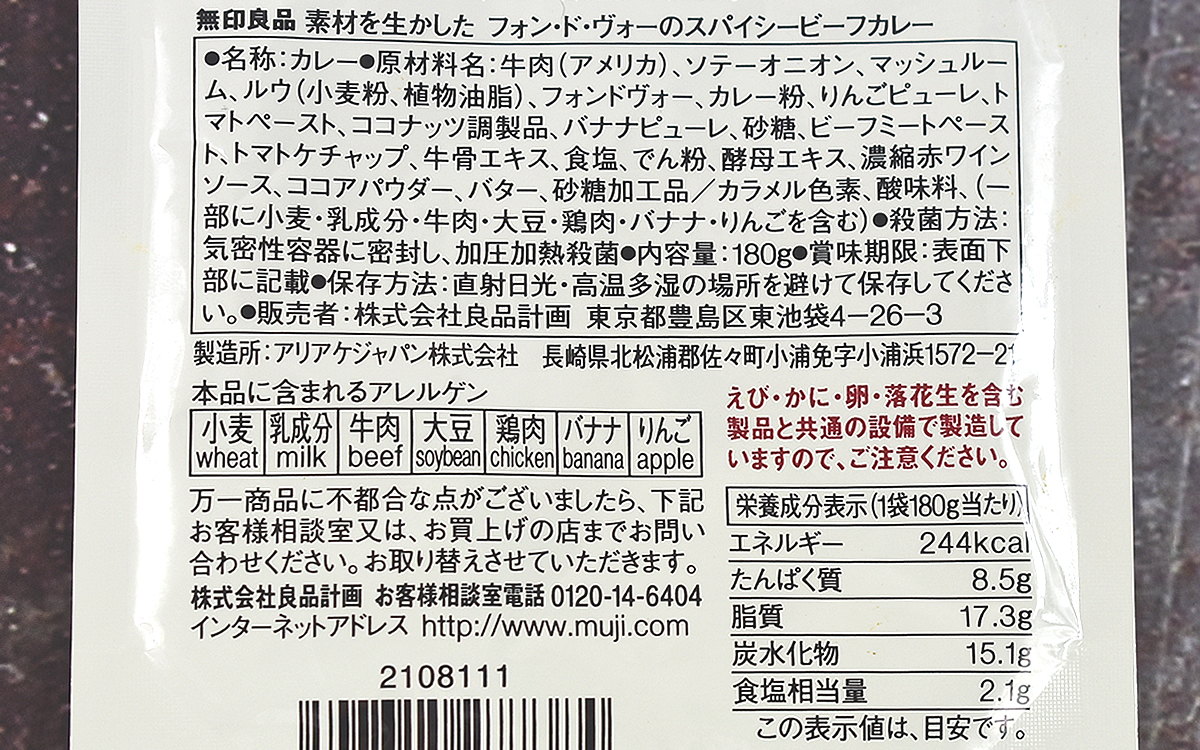 無印良品 素材を生かした フォン・ド・ヴォーのスパイシービーフカレー
●名称:カレー●原材料名:牛肉(アメリカ)、ソテーオニオン、マッシュルー
ム、ルウ(小麦粉、植物油脂)、フォンドヴォー、カレー粉、りんごピューレ、ト
マトペースト、ココナッツ調製品、バナナピューレ、砂糖、ビーフミートペース
ト、トマトケチャップ、牛骨エキス、食塩、でん粉、酵母エキス、濃縮赤ワイン
ソース、ココアパウダー、バター、砂糖加工品/カラメル色素、酸味料、(一
部に小麦・乳成分・牛肉・大豆・鶏肉・バナナ・りんごを含む)●殺菌方法:
気密性容器に密封し、加圧加熱殺菌●内容量:180g●賞味期限:表面下
部に記載●保存方法:直射日光・高温多湿の場所を避けて保存してくださ
い。●販売者:株式会社良品計画 東京都豊島区東池袋4-26-3
製造所:アリアケジャパン株式会社 長崎県北松浦郡佐々町小浦免字小浦浜1572-21
本品に含まれるアレルゲン
小麦 乳成分 牛肉 大豆 鶏肉 バナナ りんご
wheat milk beef soybean chicken banana apple
えび・かに・卵・落花生を含む
製品と共通の設備で製造して
いますので、ご注意ください。
万一商品に不都合な点がございましたら、下記
お客様相談室又は、お買上げの店までお問い
合わせください。お取り替えさせていただきます。
株式会社良品計画 お客様相談室電話 0120-14-6404
インターネットアドレス http://www.muji.com
2108111
栄養成分表示(1袋180g当たり)
エネルギー 244kcal
たんぱく質 8.5g
脂質 17.3g
炭水化物 15.1g
食塩相当量 2.1g
この表示値は、目安です。